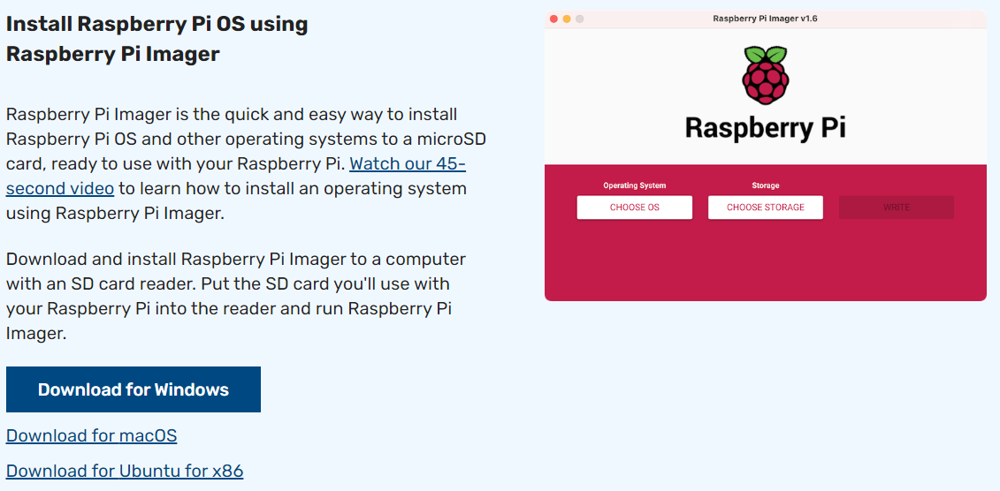 Install Raspberry Pi OS using
Raspberry Pi Imager
Raspberry Pi Imager is the quick and easy way to install
Raspberry Pi OS and other operating systems to a microSD
card, ready to use with your Raspberry Pi. Watch our 45-
second video to learn how to install an operating system
using Raspberry Pi Imager.
Download and install Raspberry Pi Imager to a computer
with an SD card reader. Put the SD card you'll use with
your Raspberry Pi into the reader and run Raspberry Pi
Imager.
Download for Windows
Download for macOS
Download for Ubuntu for x86
Raspberry Pi Imager v1.6
Raspberry Pi
Operating System
Storage
CHOOSE OS
CHOOSE STORAGE
WRITE